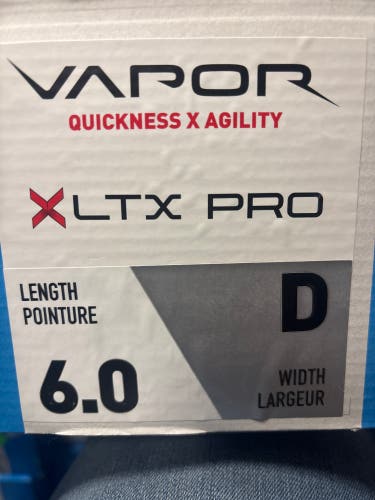 VAPOR
QUICKNESS X AGILITY
XLTX PRO
LENGTH
POINTURE
6.0
D
WIDTH
LARGEUR